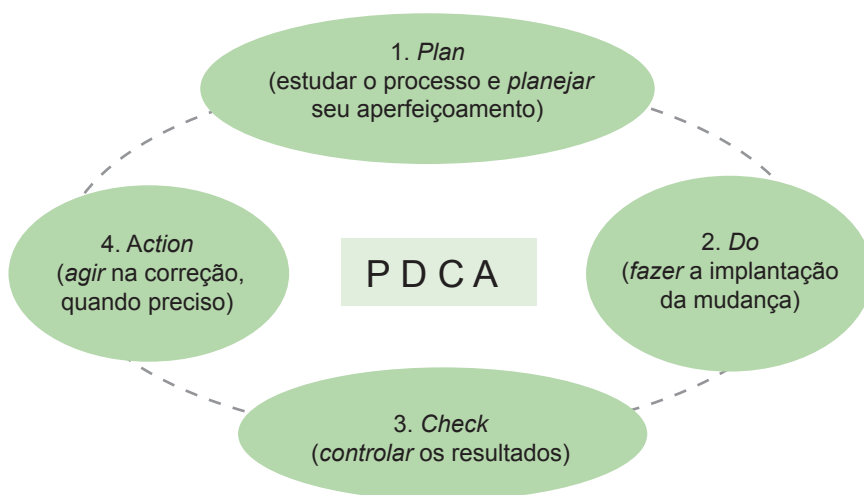 1. Plan
(estudar o processo e planejar
seu aperfeiçoamento)
4. Action
(agir na correção,
quando preciso)
P D C A
2. Do
(fazer a implantação
da mudança)
3. Check
(controlar os resultados)